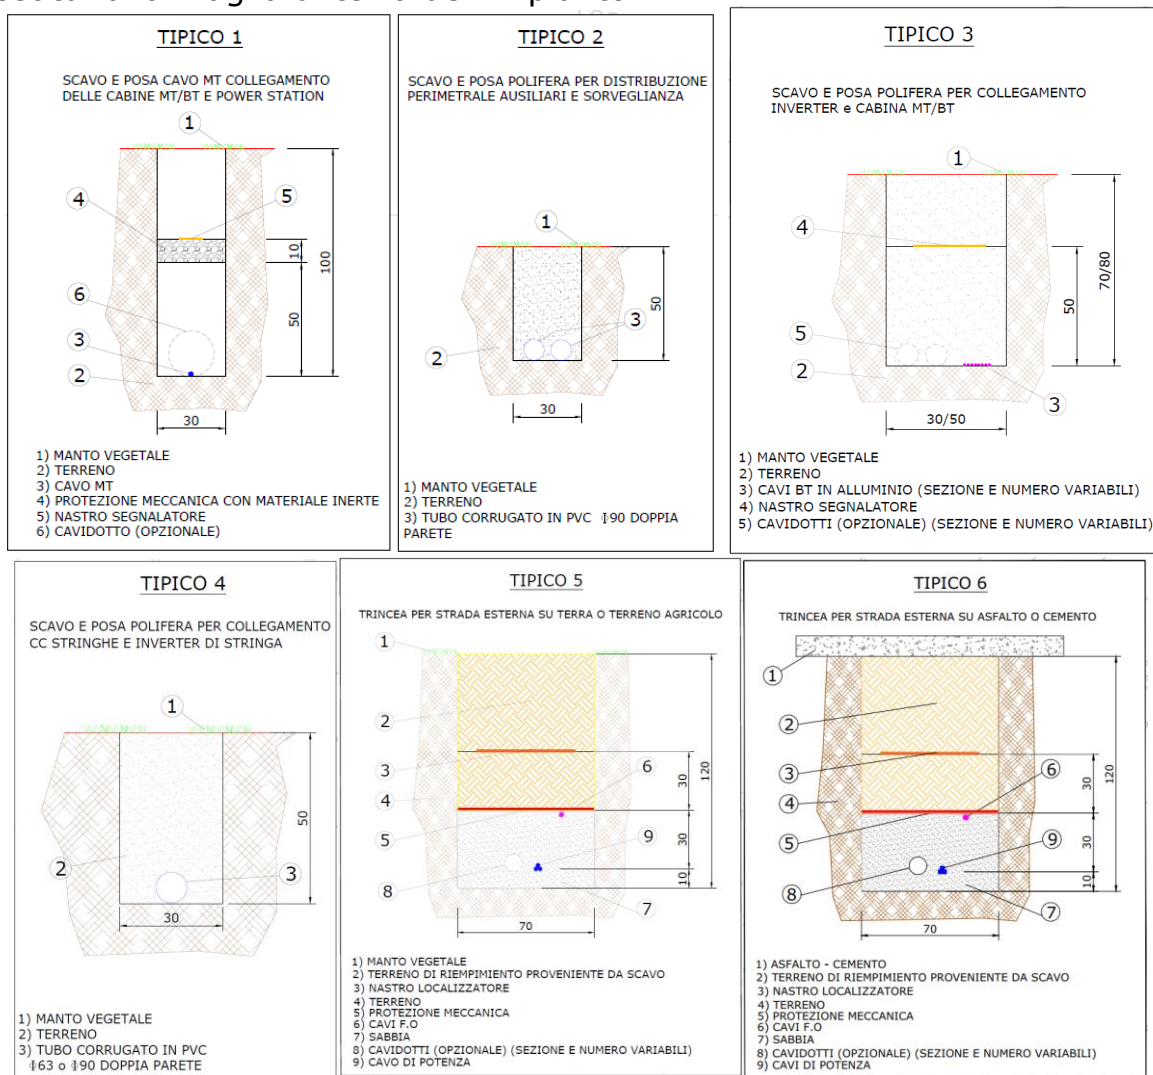 TIPICO 1
SCAVO E POSA CAVO MT COLLEGAMENTO
DELLE CABINE MT/BT E POWER STATION
1
4
5
6
3
2
10
50
100
30
1) MANTO VEGETALE
2) TERRENO
3) CAVO MT
4) PROTEZIONE MECCANICA CON MATERIALE INERTE
5) NASTRO SEGNALATORE
6) CAVIDOTTO (OPZIONALE)
TIPICO 2
SCAVO E POSA POLIFERA PER DISTRIBUZIONE
PERIMETRALE AUSILIARI E SORVEGLIANZA
1
3
2
50
30
1) MANTO VEGETALE
2) TERRENO
3) TUBO CORRUGATO IN PVC ϕ90 DOPPIA
PARETE
TIPICO 3
SCAVO E POSA POLIFERA PER COLLEGAMENTO
INVERTER e CABINA MT/BT
1
4
5
2
3
50
70/80
30/50
1) MANTO VEGETALE
2) TERRENO
3) CAVI BT IN ALLUMINIO (SEZIONE E NUMERO VARIABILI)
4) NASTRO SEGNALATORE
5) CAVIDOTTI (OPZIONALE) (SEZIONE E NUMERO VARIABILI)
TIPICO 4
SCAVO E POSA POLIFERA PER COLLEGAMENTO
CC STRINGHE E INVERTER DI STRINGA
1
2
3
50
30
1) MANTO VEGETALE
2) TERRENO
3) TUBO CORRUGATO IN PVC
ϕ63 o ϕ90 DOPPIA PARETE
TIPICO 5
TRINCEA PER STRADA ESTERNA SU TERRA O TERRENO AGRICOLO
1
2
3
4
5
6
9
8
7
30
30
10
120
70
1) MANTO VEGETALE
2) TERRENO DI RIEMPIMENTO PROVENIENTE DA SCAVO
3) NASTRO LOCALIZZATORE
4) TERRENO
5) PROTEZIONE MECCANICA
6) CAVI F.O
7) SABBIA
8) CAVIDOTTI (OPZIONALE) (SEZIONE E NUMERO VARIABILI)
9) CAVO DI POTENZA
TIPICO 6
TRINCEA PER STRADA ESTERNA SU ASFALTO O CEMENTO
1
2
3
4
5
6
9
8
7
30
30
10
120
70
1) ASFALTO - CEMENTO
2) TERRENO DI RIEMPIMENTO PROVENIENTE DA SCAVO
3) NASTRO LOCALIZZATORE
4) TERRENO
5) PROTEZIONE MECCANICA
6) CAVI F.O
7) SABBIA
8) CAVIDOTTI (OPZIONALE) (SEZIONE E NUMERO VARIABILI)
9) CAVI DI POTENZA